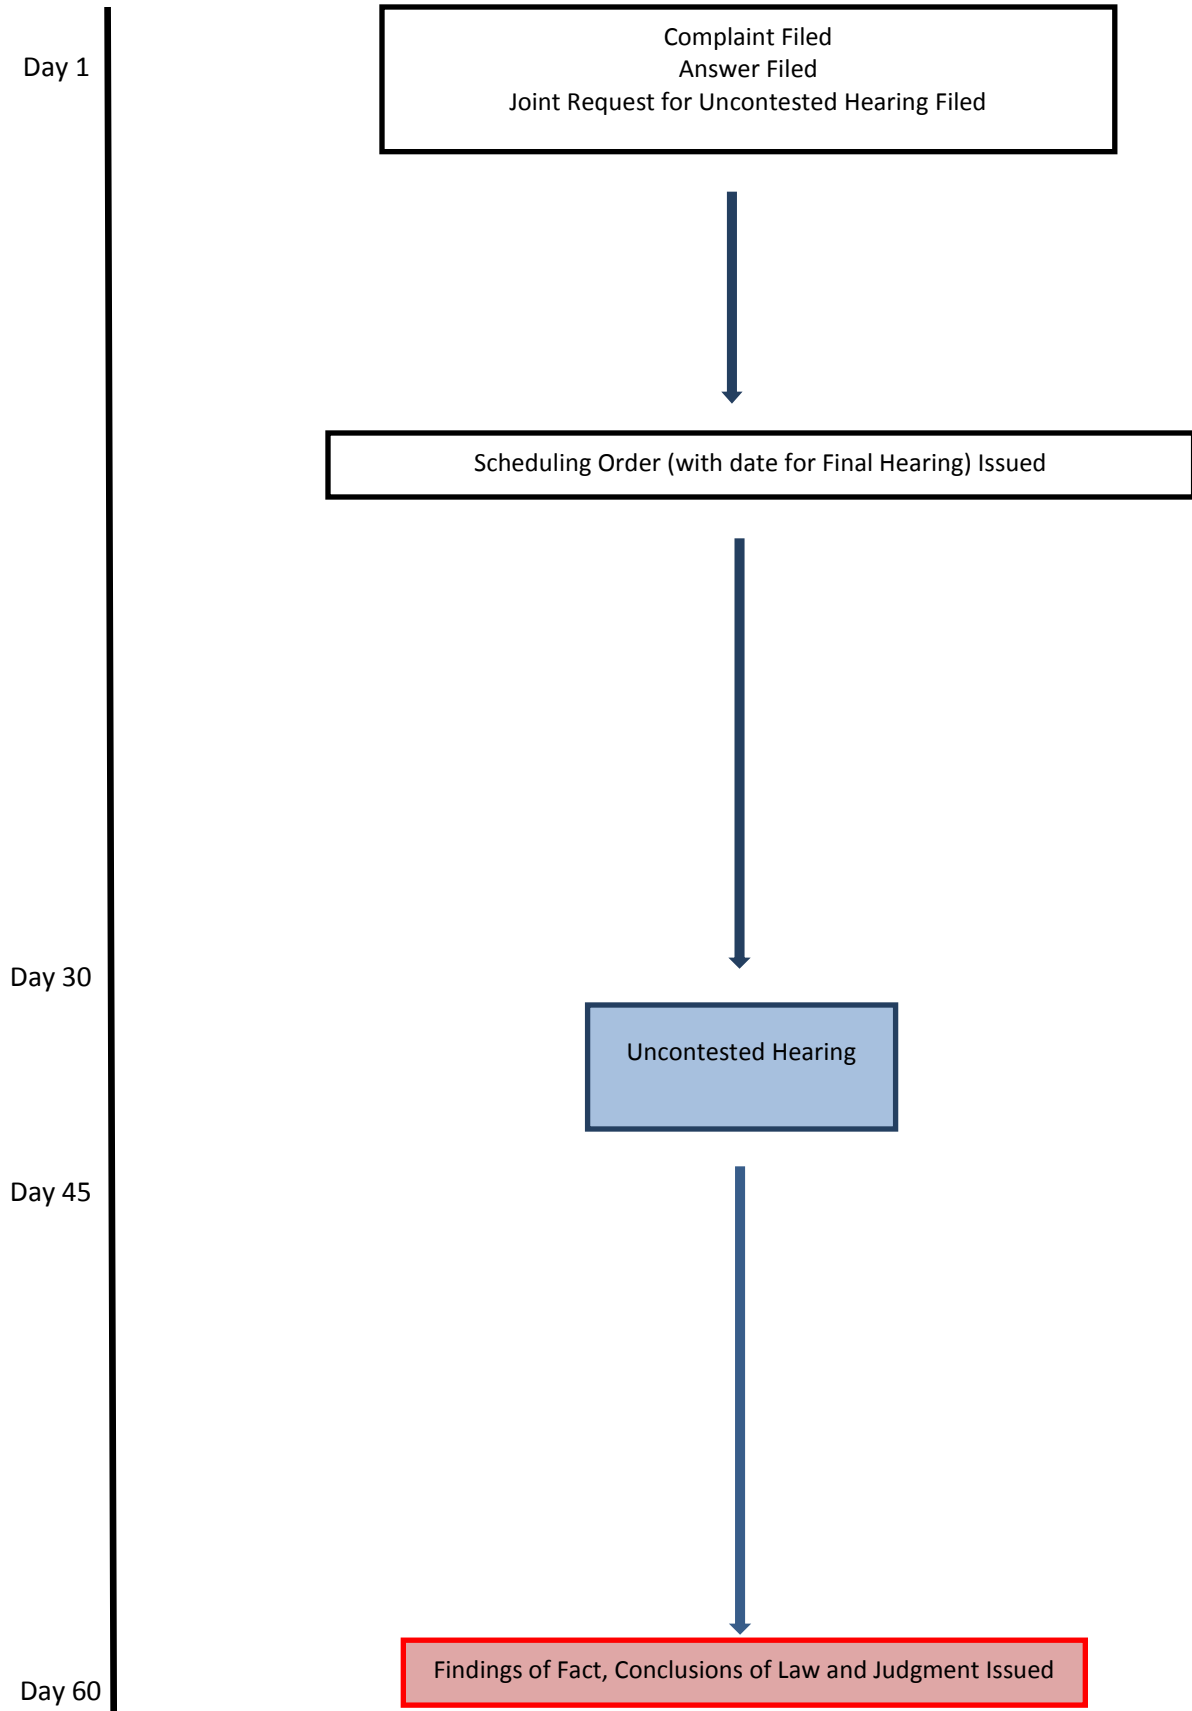 Complaint Filed
Day 1
Answer Filed
Joint Request for Uncontested Hearing Filed
Scheduling Order (with date for Final Hearing) Issued
Day 30
Uncontested Hearing
Day 45
Findings of Fact, Conclusions of Law and Judgment Issued
Day 60